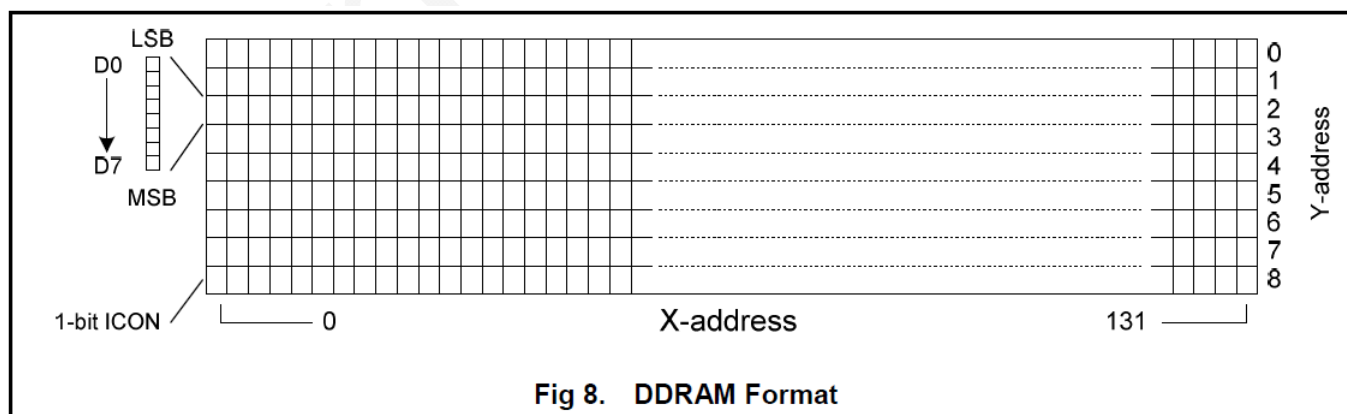 LSB
D0
D7
MSB
1-bit ICON
0
1
2
3
4
5
6
7
8
Y-address
0
X-address
131
Fig 8. DDRAM Format